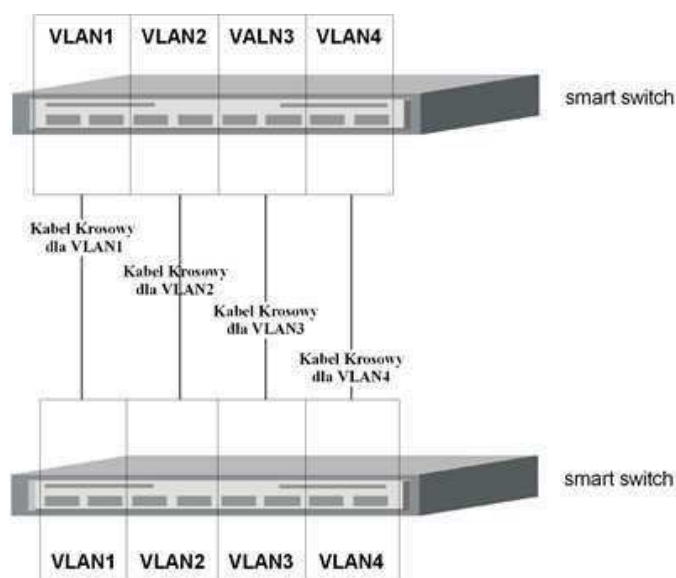 VLAN1 VLAN2 VALN3 VLAN4
smart switch
Kabel Krosowy
dla VLAN1
Kabel Krosowy
dla VLAN2
Kabel Krosowy
dla VLAN3
Kabel Krosowy
dla VLAN4
smart switch
VLAN1 VLAN2 VLAN3 VLAN4